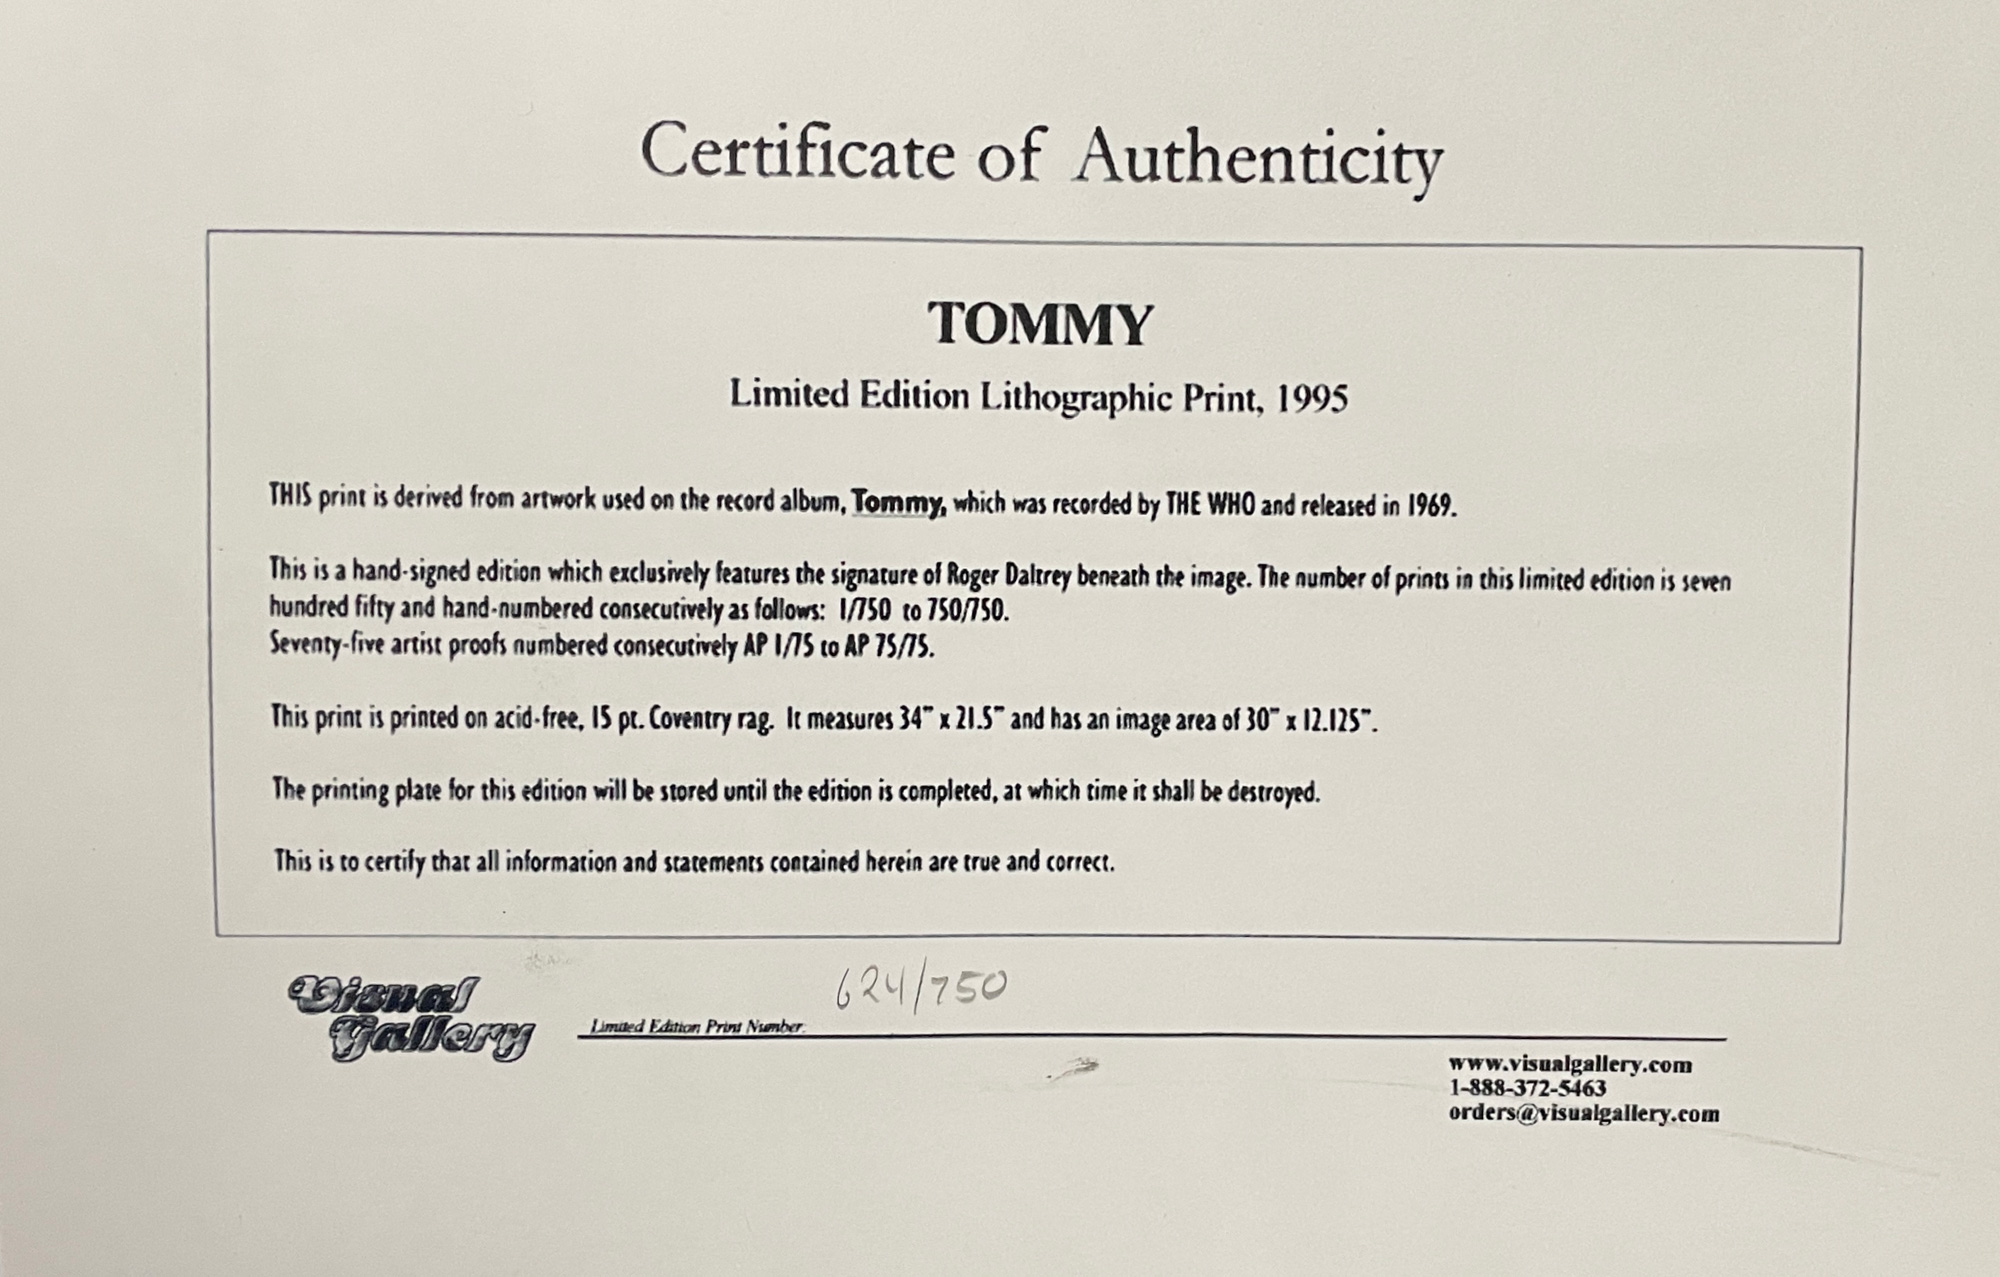 Certificate of Authenticity
TOMMY
Limited Edition Lithographic Print, 1995
THIS print is derived from artwork used on the record album, Tommy, which was recorded by THE WHO and released in 1969.
This is a hand-signed edition which exclusively features the signature of Roger Daltrey beneath the image. The number of prints in this limited edition is seven
hundred fifty and hand-numbered consecutively as follows: 1/750 to 750/750.
Seventy-five artist proofs numbered consecutively AP 1/75 to AP 75/75.
This print is printed on acid-free, 15 pt. Coventry rag. It measures 34" x 21.5" and has an image area of 30" x 12.125".
The printing plate for this edition will be stored until the edition is completed, at which time it shall be destroyed.
This is to certify that all information and statements contained herein are true and correct.
Visual
Gallery
Limited Edition Print Number: 624/750
www.visualgallery.com
1-888-372-5463
orders@visualgallery.com